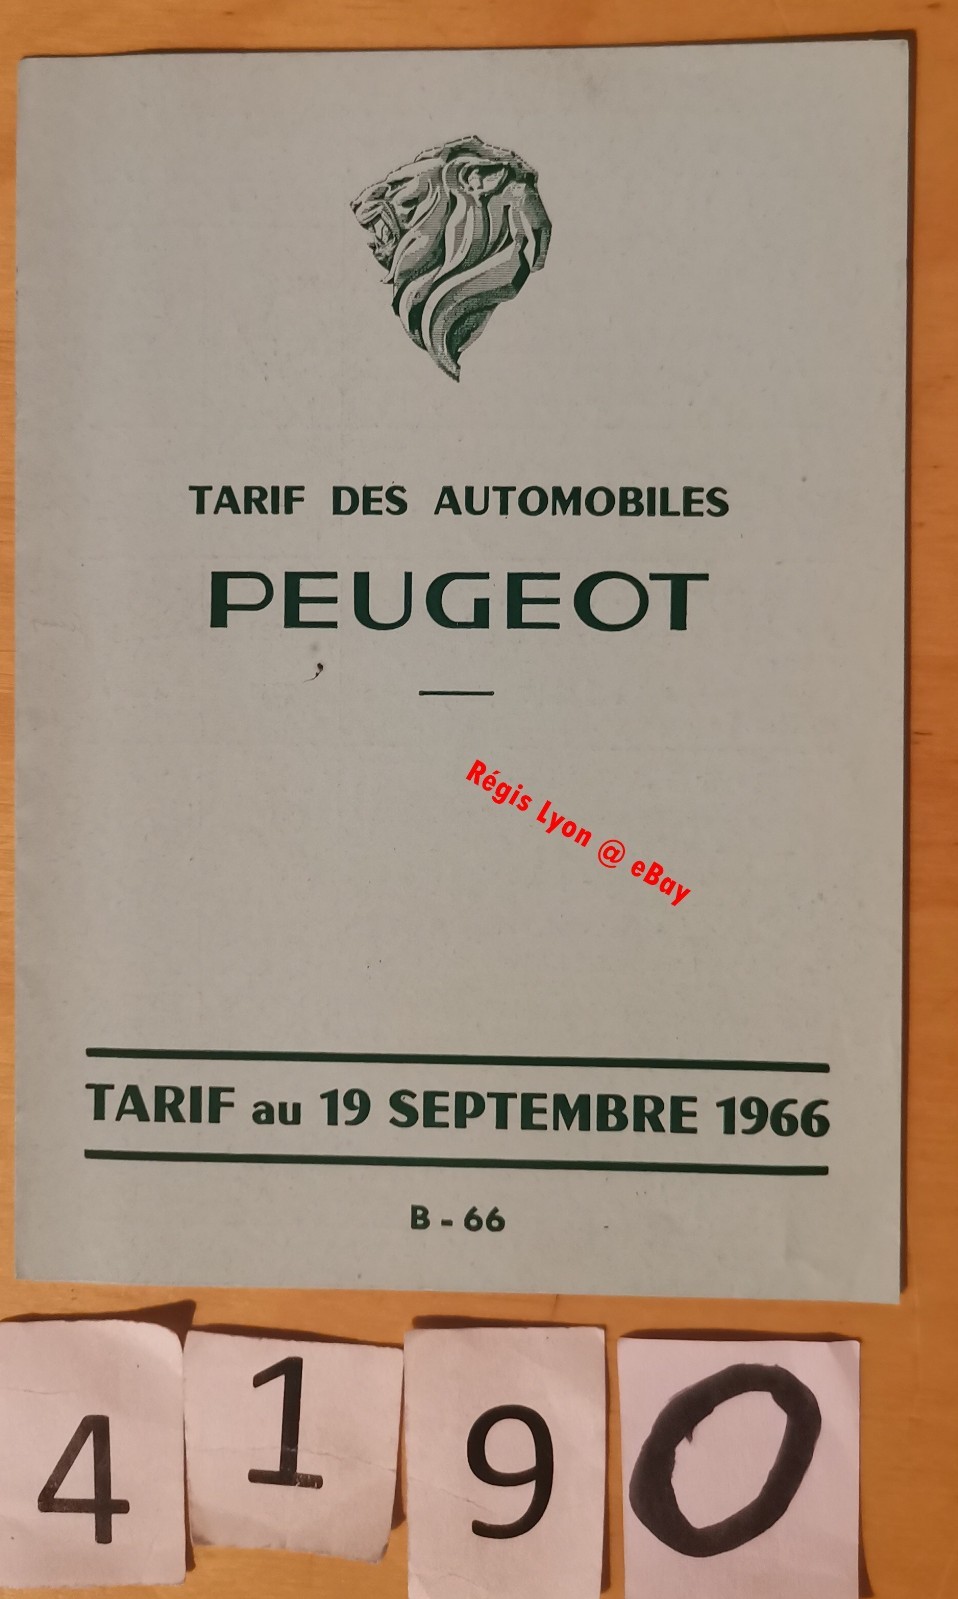 TARIF DES AUTOMOBILES
PEUGEOT
Régis Lyon @ eBay
TARIF au 19 SEPTEMBRE 1966
B - 66
4 1 9 0